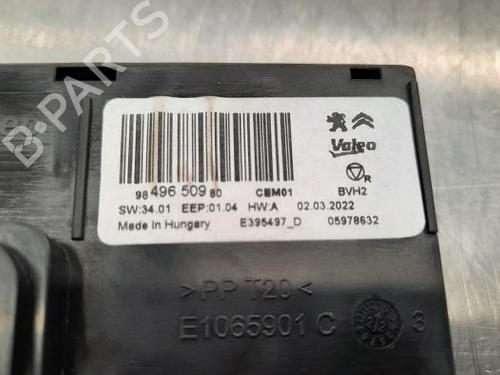 B-PARTS
Valeo
R
98 496 509 80 CEM01 BVH2
SW:34.01 EEP:01.04 HW:A 02.03.2022
Made In Hungary E395497_D 05978632
>PP T20<
E1065901 C 3